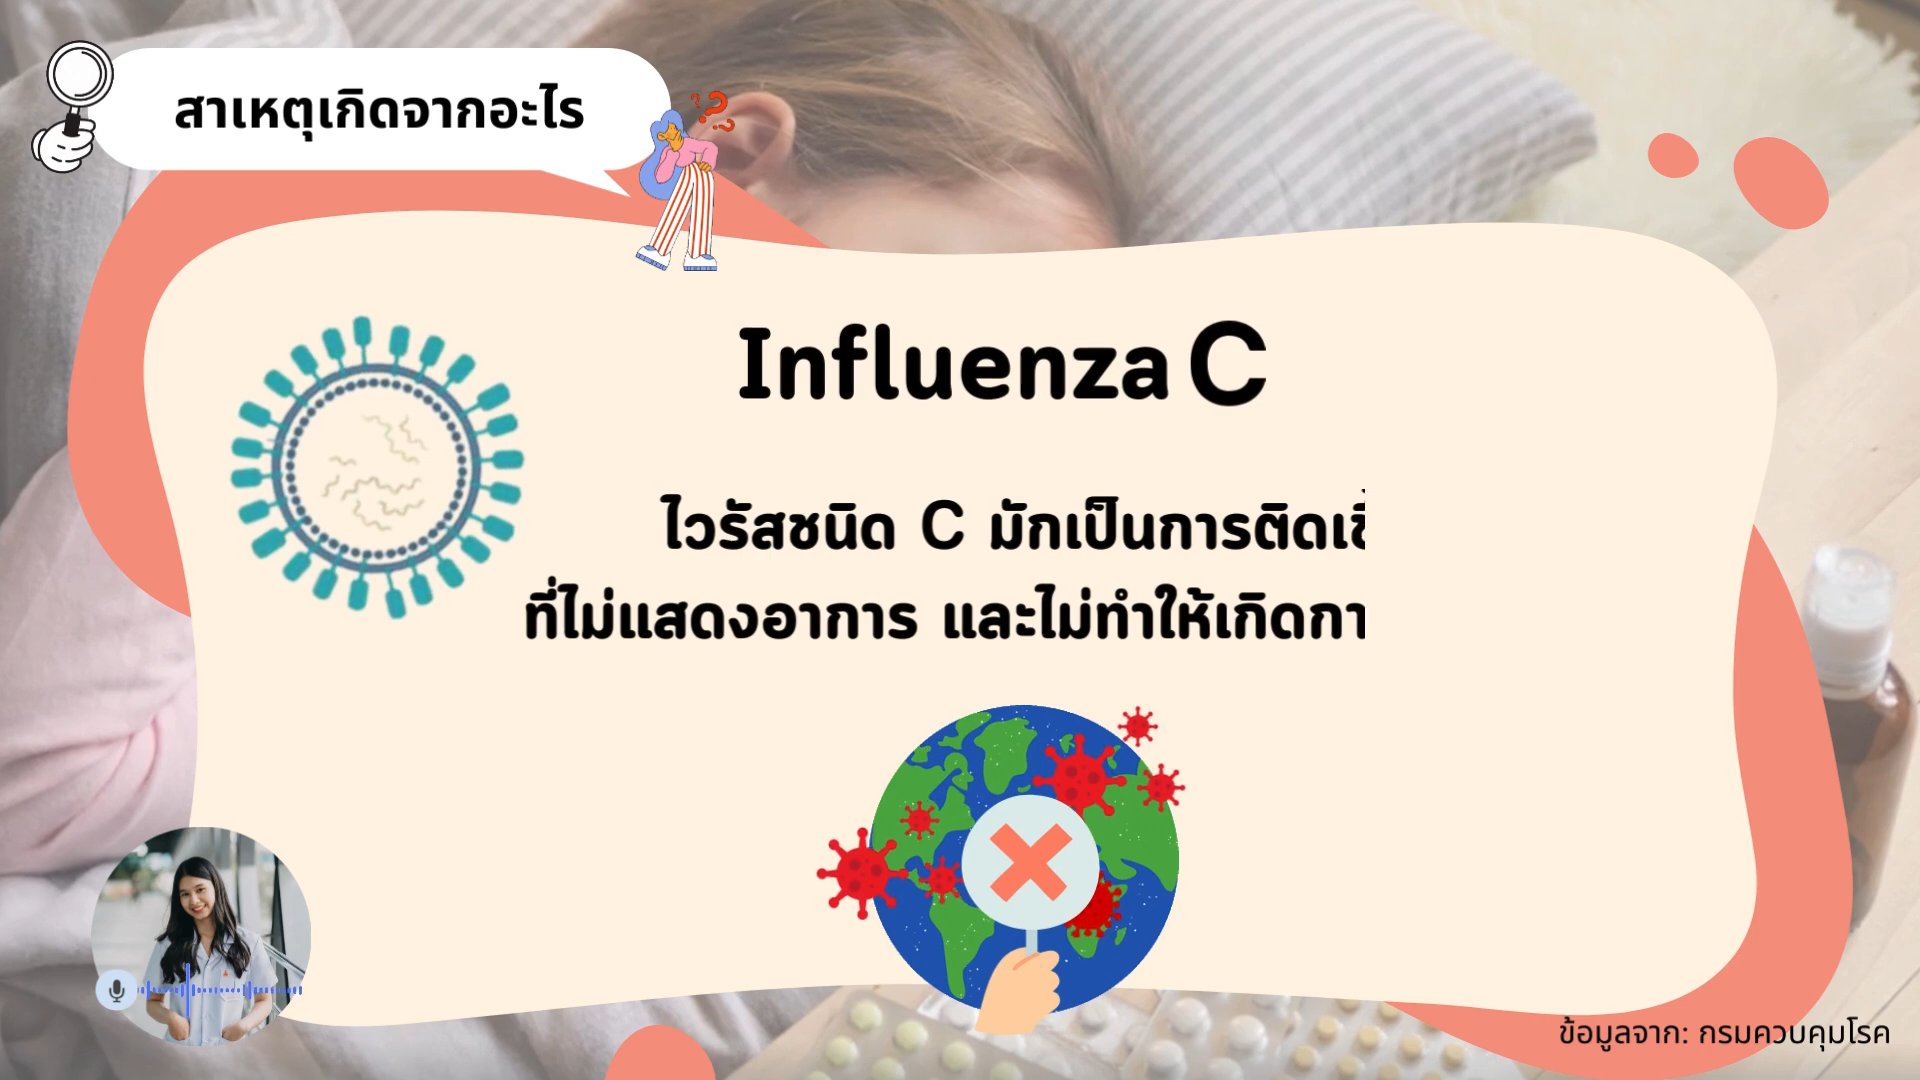 สาเหตุเกิดจากอะไร
???
Influenza C
ไวรัสชนิด C มักเป็นการติด
ที่ไม่แสดงอาการ และไม่ทำให้เกิด
ข้อมูลจาก: กรมควบคุมโรค